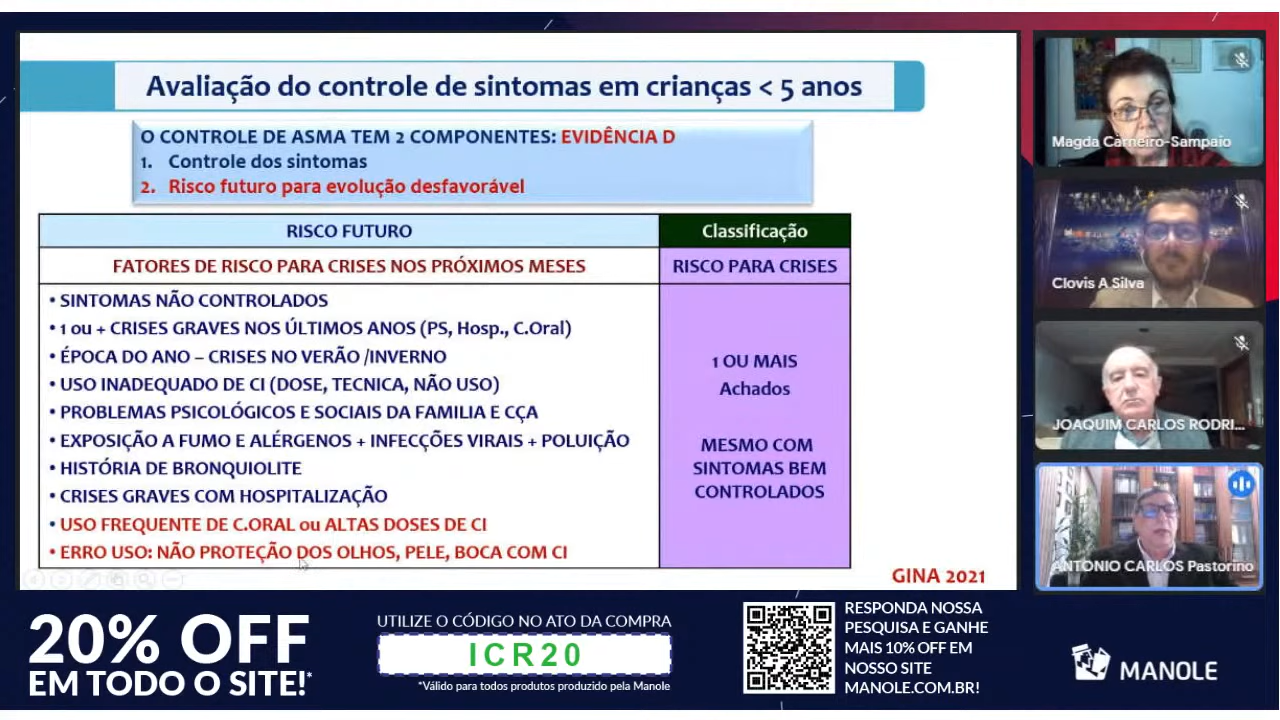 Avaliação do controle de sintomas em crianças < 5 anos
O CONTROLE DE ASMA TEM 2 COMPONENTES: EVIDÊNCIA D
1. Controle dos sintomas
2. Risco futuro para evolução desfavorável
RISCO FUTURO
Classificação
FATORES DE RISCO PARA CRISES NOS PRÓXIMOS MESES
RISCO PARA CRISES
• SINTOMAS NÃO CONTROLADOS
• 1 ou + CRISES GRAVES NOS ÚLTIMOS ANOS (PS, Hosp., C.Oral)
• ÉPOCA DO ANO – CRISES NO VERÃO /INVERNO
• USO INADEQUADO DE CI (DOSE, TECNICA, NÃO USO)
• PROBLEMAS PSICOLÓGICOS E SOCIAIS DA FAMILIA E CÇA
• EXPOSIÇÃO A FUMO E ALÉRGENOS + INFECÇÕES VIRAIS + POLUIÇÃO
• HISTÓRIA DE BRONQUIOLITE
• CRISES GRAVES COM HOSPITALIZAÇÃO
• USO FREQUENTE DE C.ORAL ou ALTAS DOSES DE CI
• ERRO USO: NÃO PROTEÇÃO DOS OLHOS, PELE, BOCA COM CI
1 OU MAIS
Achados
MESMO COM
SINTOMAS BEM
CONTROLADOS
GINA 2021
Magda Carneiro-Sampaio
Clovis A Silva
JOAQUIM CARLOS RODRI...
ANTONIO CARLOS Pastorino
20% OFF
EM TODO O SITE!*
UTILIZE O CÓDIGO NO ATO DA COMPRA
ICR20
*Válido para todos produtos produzido pela Manole
RESPONDA NOSSA
PESQUISA E GANHE
MAIS 10% OFF EM
NOSSO SITE
MANOLE.COM.BR!
MANOLE